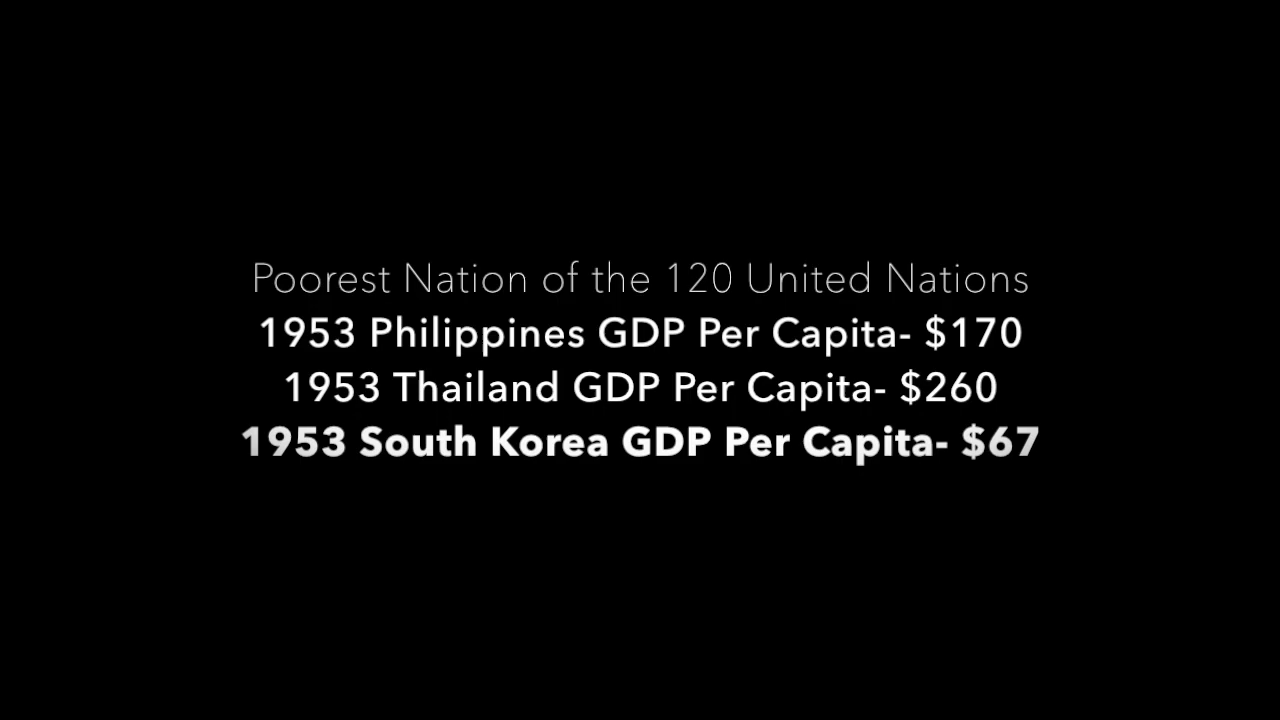 Poorest Nation of the 120 United Nations
1953 Philippines GDP Per Capita- $170
1953 Thailand GDP Per Capita- $260
1953 South Korea GDP Per Capita- $67